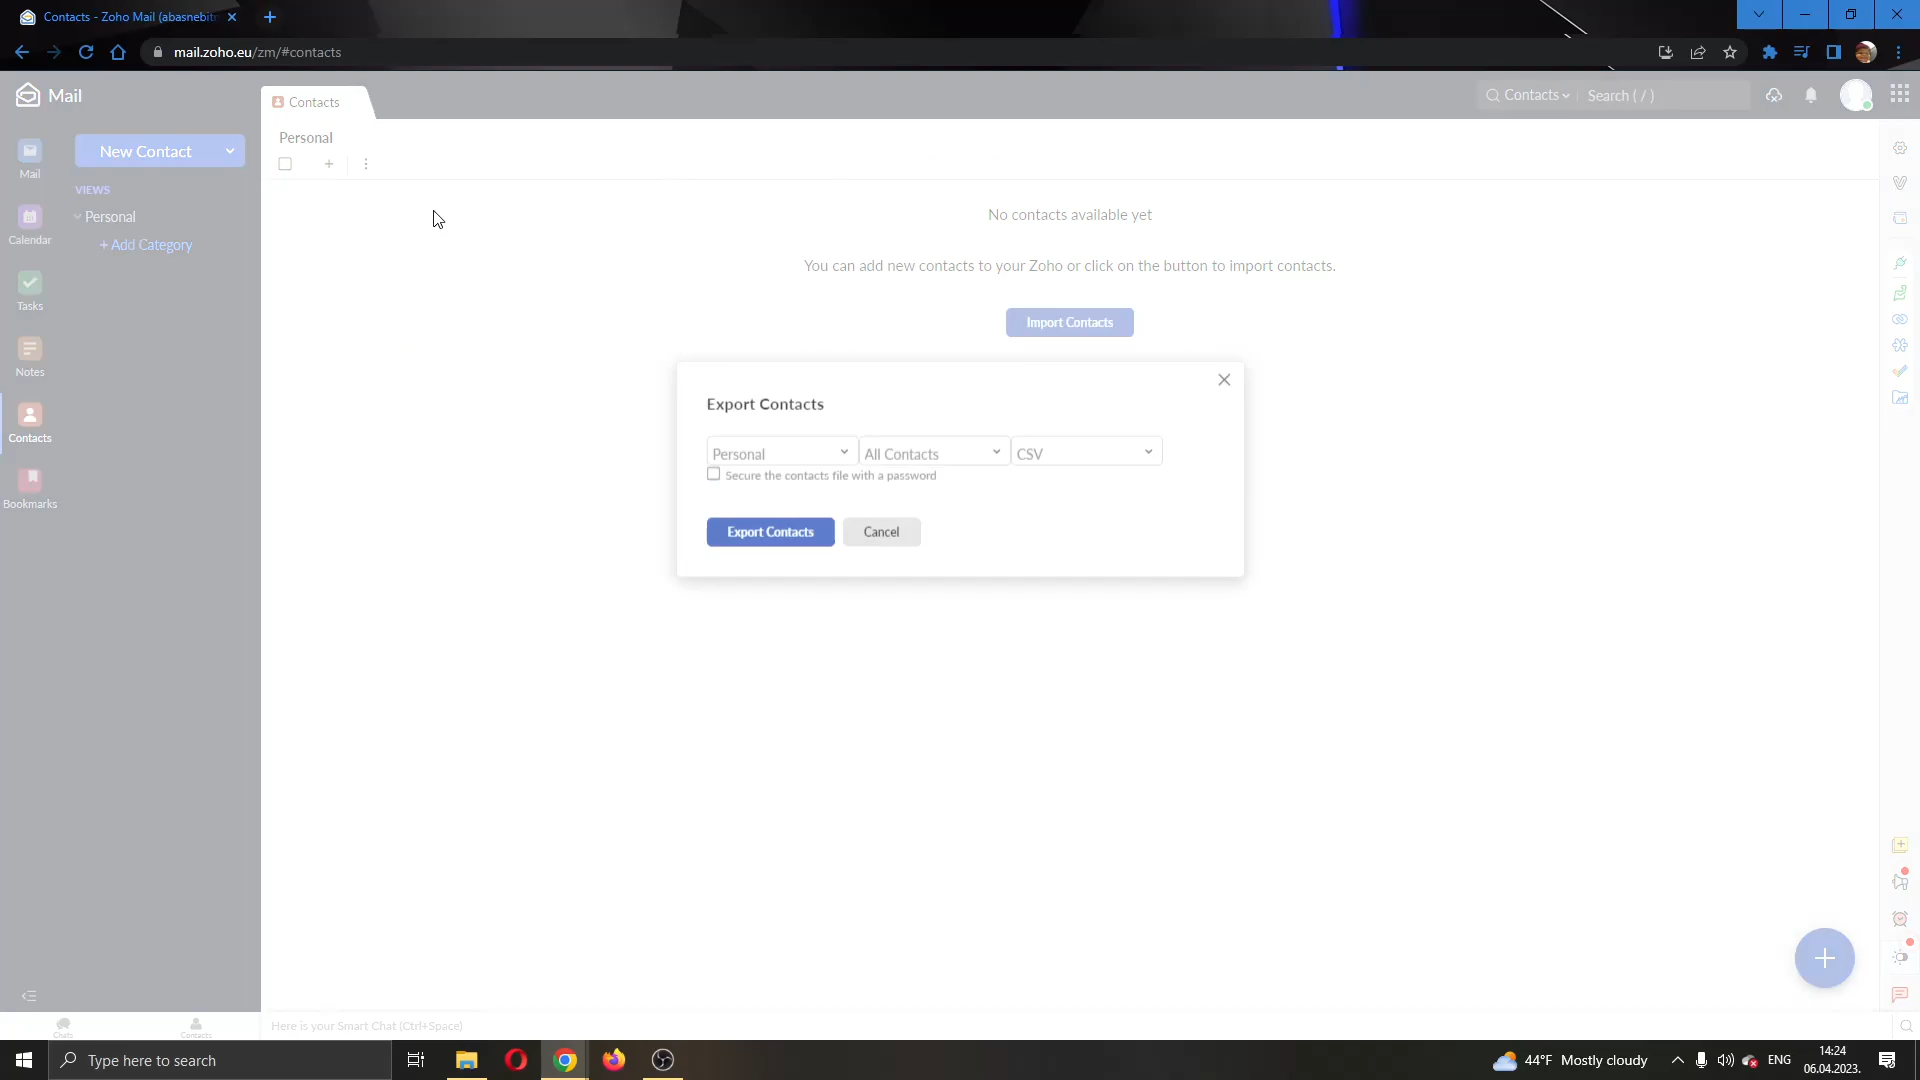 Contacts - Zoho Mail (abasnebitn
mail.zoho.eu/zm/#contacts
Mail
Contacts
Contacts
Search ( / )
New Contact
Personal
Mail
VIEWS
Personal
Calendar
+ Add Category
Tasks
Notes
Contacts
Bookmarks
No contacts available yet
You can add new contacts to your Zoho or click on the button to import contacts.
Import Contacts
Export Contacts
Personal
All Contacts
CSV
Secure the contacts file with a password
Export Contacts
Cancel
Chats
Contacts
Here is your Smart Chat (Ctrl+Space)
Type here to search
44°F Mostly cloudy
ENG
14:24
06.04.2023.